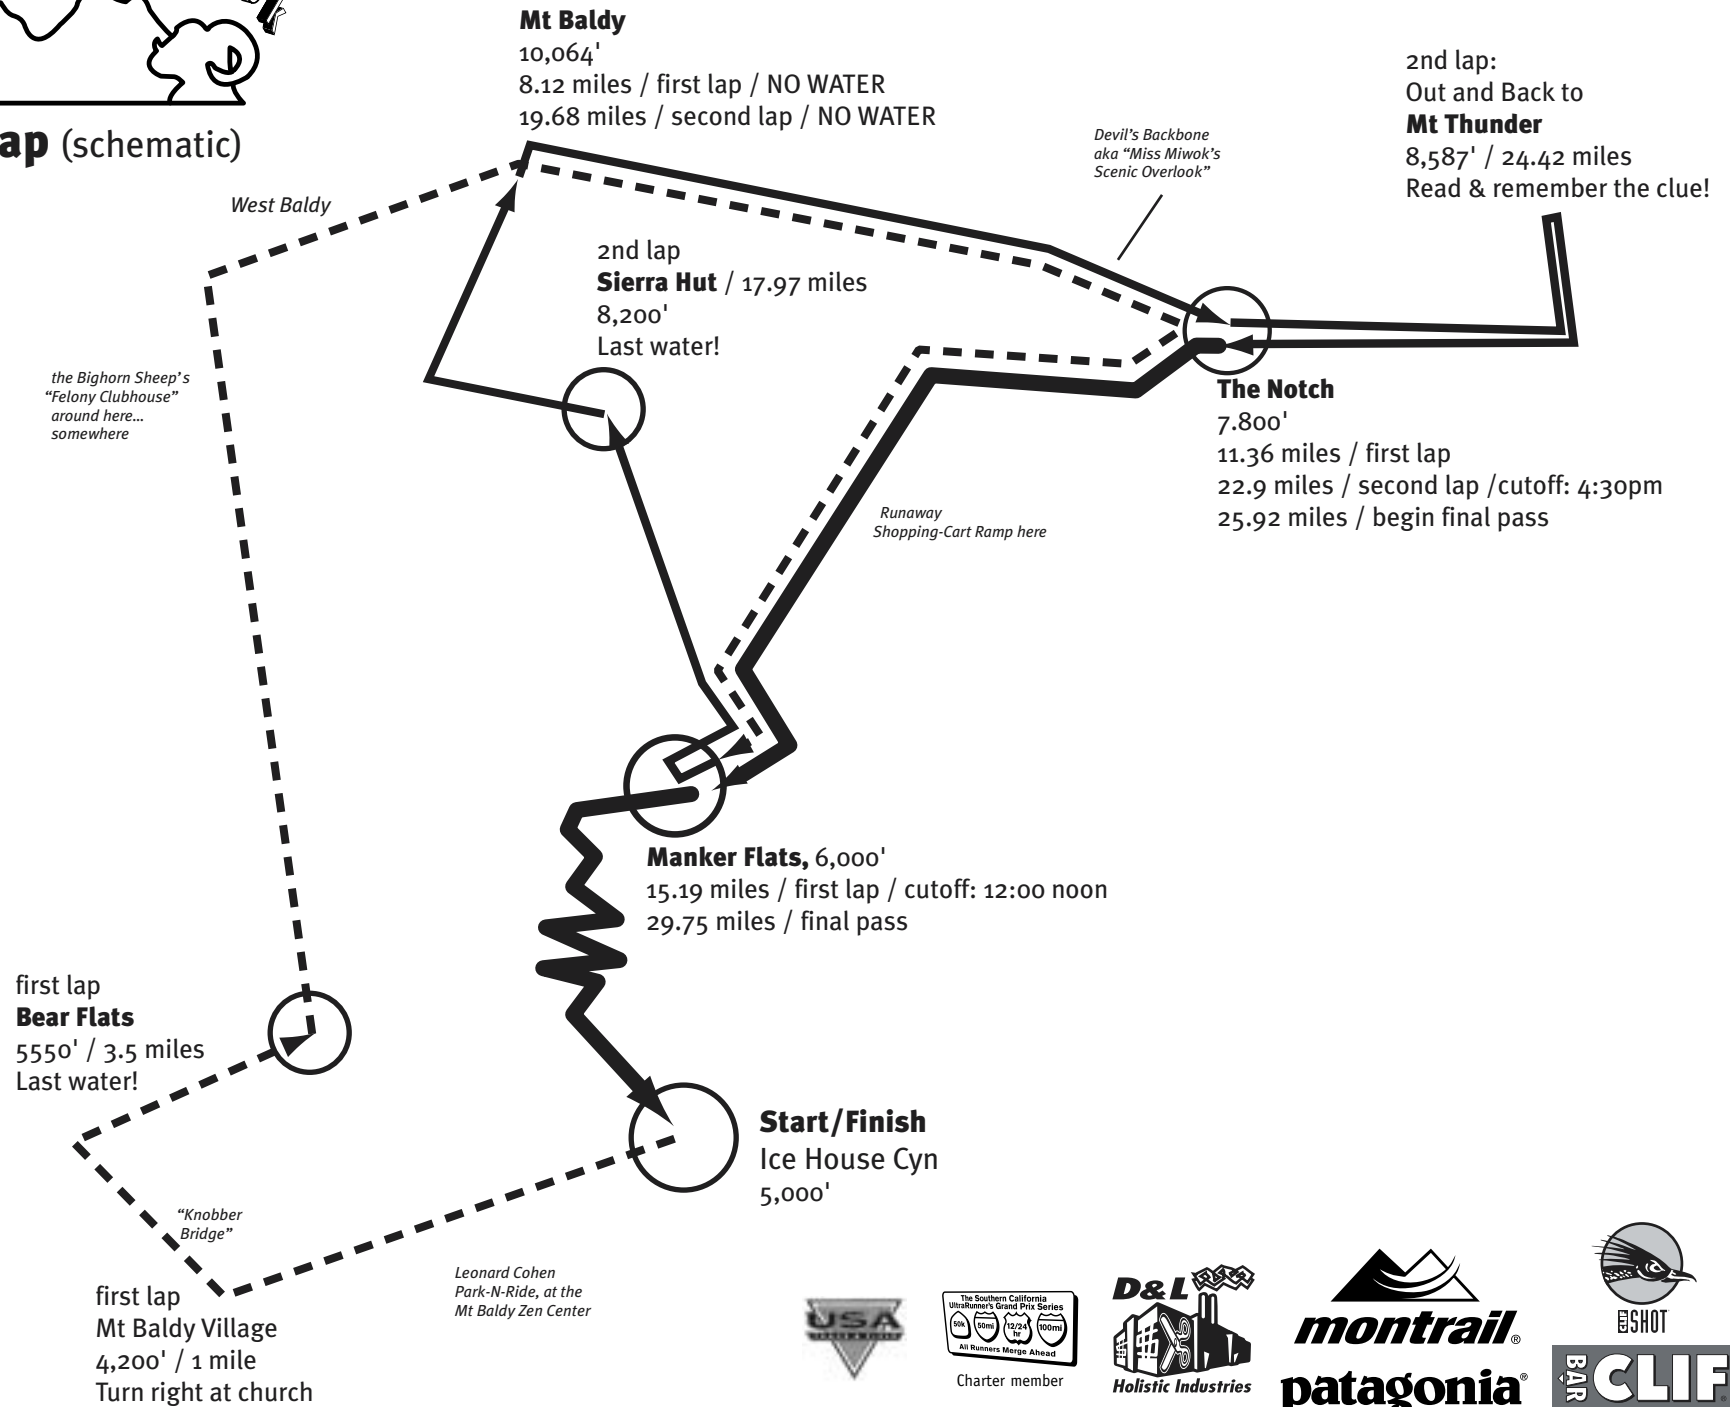 ap (schematic)
Mt Baldy
10,064'
8.12 miles / first lap / NO WATER
19.68 miles / second lap / NO WATER
2nd lap:
Out and Back to
Mt Thunder
8,587' / 24.42 miles
Read & remember the clue!
Devil's Backbone
aka “Miss Miwok's
Scenic Overlook”
West Baldy
2nd lap
Sierra Hut / 17.97 miles
8,200'
Last water!
the Bighorn Sheep's
“Felony Clubhouse”
around here...
somewhere
The Notch
7.800'
11.36 miles / first lap
22.9 miles / second lap /cutoff: 4:30pm
25.92 miles / begin final pass
Runaway
Shopping-Cart Ramp here
Manker Flats, 6,000'
15.19 miles / first lap / cutoff: 12:00 noon
29.75 miles / final pass
first lap
Bear Flats
5550' / 3.5 miles
Last water!
Start/Finish
Ice House Cyn
5,000'
“Knobber
Bridge”
Leonard Cohen
Park-N-Ride, at the
Mt Baldy Zen Center
first lap
Mt Baldy Village
4,200' / 1 mile
Turn right at church
USA
The Southern California
UltraRunner's Grand Prix Series
50k 50mi 12/24 hr 100mi
All Runners Merge Ahead
Charter member
D&L
Holistic Industries
montrail®
patagonia®
SHOT
CLIF BAR